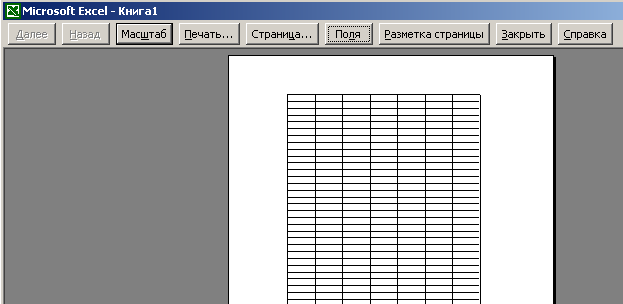 Microsoft Excel - Книга1
Далее Назад Масштаб Печать... Страница... Поля Разметка страницы Закрыть Справка